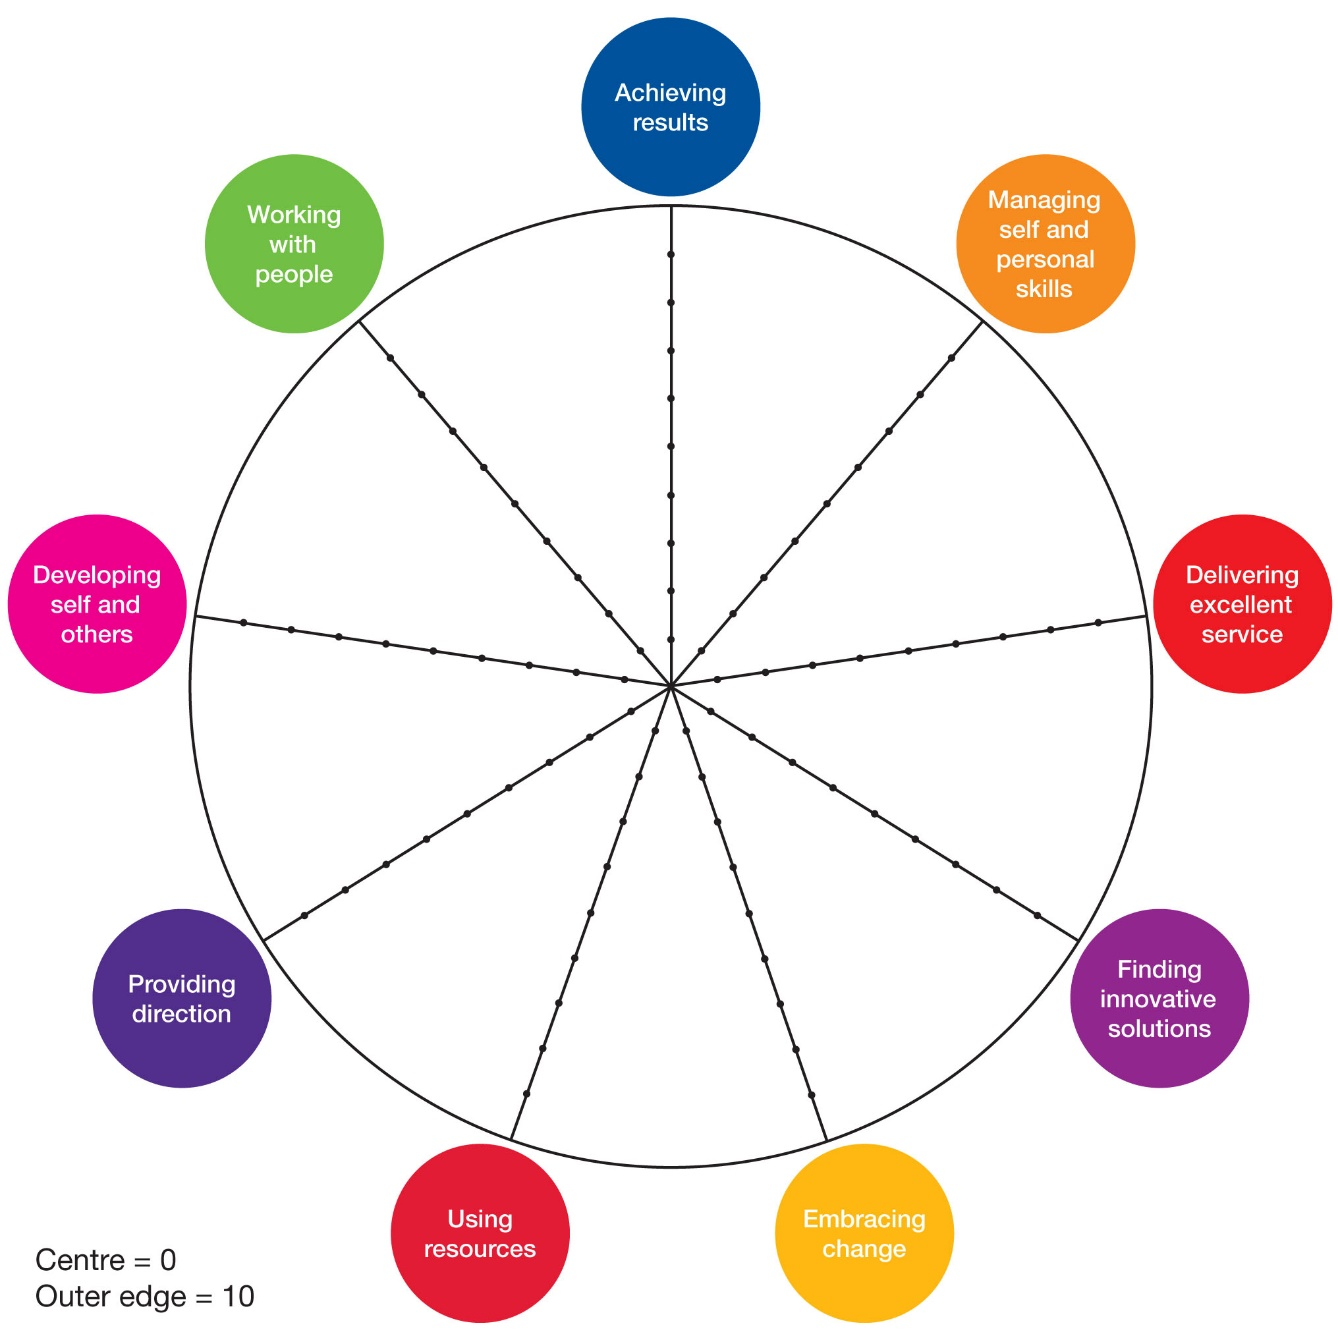 Achieving
results
Managing
self and
personal
skills
Delivering
excellent
service
Finding
innovative
solutions
Embracing
change
Using
resources
Providing
direction
Developing
self and
others
Working
with
people
Centre = 0
Outer edge = 10